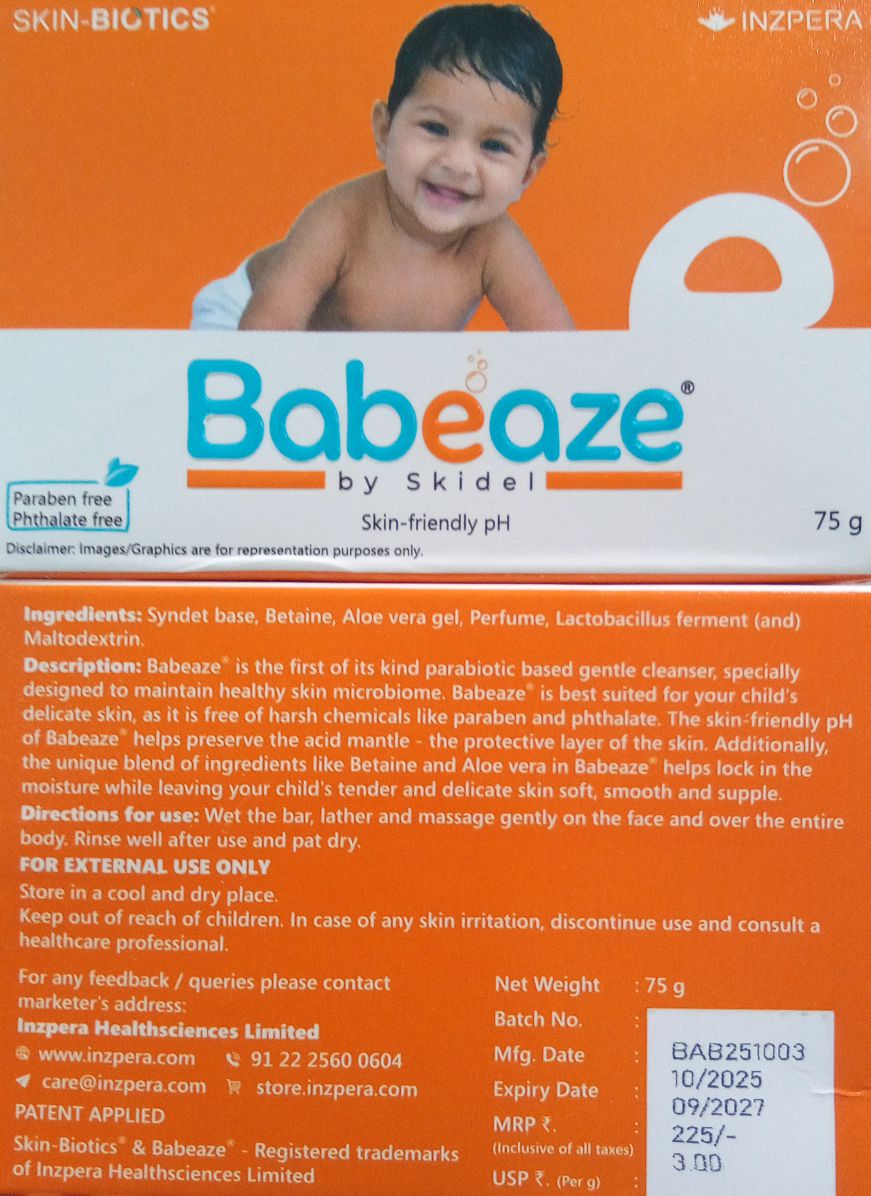 SKIN-BIOTICS®
INZPERA
Babeaze®
by Skidel
Paraben free
Phthalate free
Skin-friendly pH
75 g
Disclaimer: Images/Graphics are for representation purposes only.
Ingredients: Syndet base, Betaine, Aloe vera gel, Perfume, Lactobacillus ferment (and)
Maltodextrin.
Description: Babeaze® is the first of its kind parabiotic based gentle cleanser, specially
designed to maintain healthy skin microbiome. Babeaze® is best suited for your child's
delicate skin, as it is free of harsh chemicals like paraben and phthalate. The skin-friendly pH
of Babeaze® helps preserve the acid mantle - the protective layer of the skin. Additionally,
the unique blend of ingredients like Betaine and Aloe vera in Babeaze® helps lock in the
moisture while leaving your child's tender and delicate skin soft, smooth and supple.
Directions for use: Wet the bar, lather and massage gently on the face and over the entire
body. Rinse well after use and pat dry.
FOR EXTERNAL USE ONLY
Store in a cool and dry place.
Keep out of reach of children. In case of any skin irritation, discontinue use and consult a
healthcare professional.
For any feedback / queries please contact
marketer's address:
Inzpera Healthsciences Limited
www.inzpera.com 91 22 2560 0604
care@inzpera.com store.inzpera.com
PATENT APPLIED
Skin-Biotics® & Babeaze® - Registered trademarks
of Inzpera Healthsciences Limited
Net Weight : 75 g
Batch No. : BAB251003
Mfg. Date : 10/2025
Expiry Date : 09/2027
MRP ₹. : 225/-
(Inclusive of all taxes)
USP ₹. (Per g) : 3.00